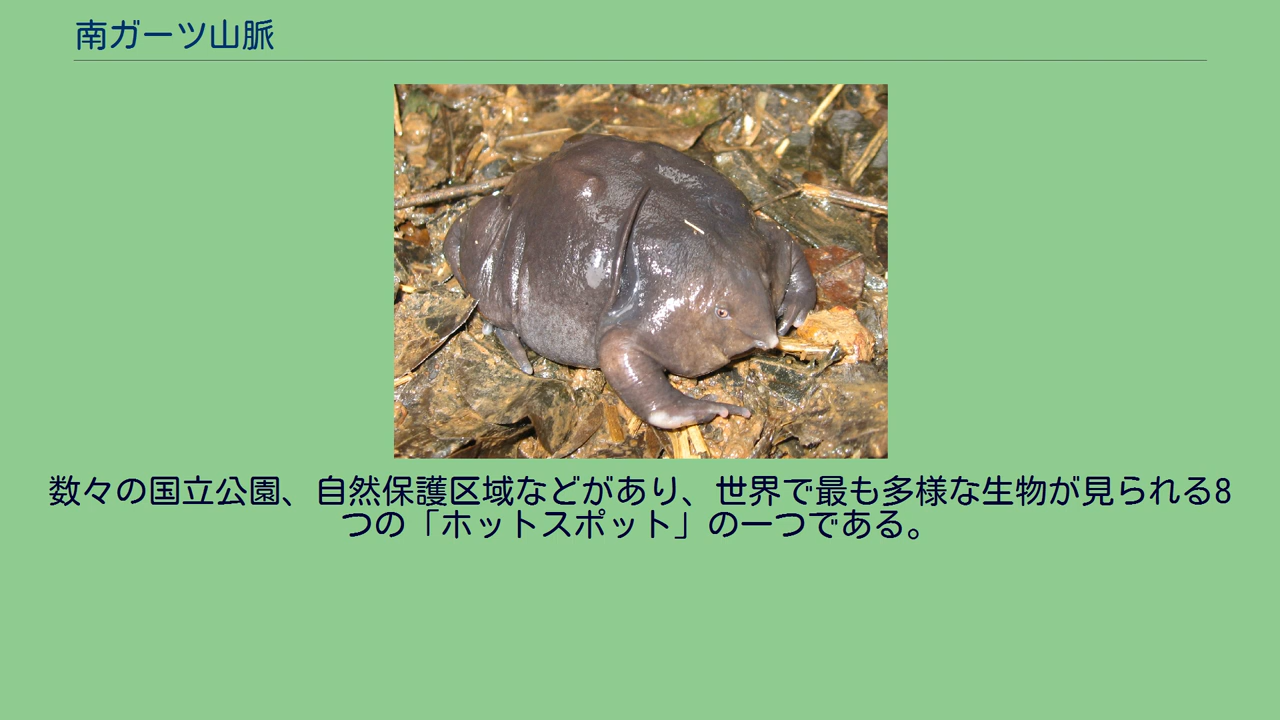 南ガーツ山脈
数々の国立公園、自然保護区域などがあり、世界で最も多様な生物が見られる8
つの「ホットスポット」の一つである。